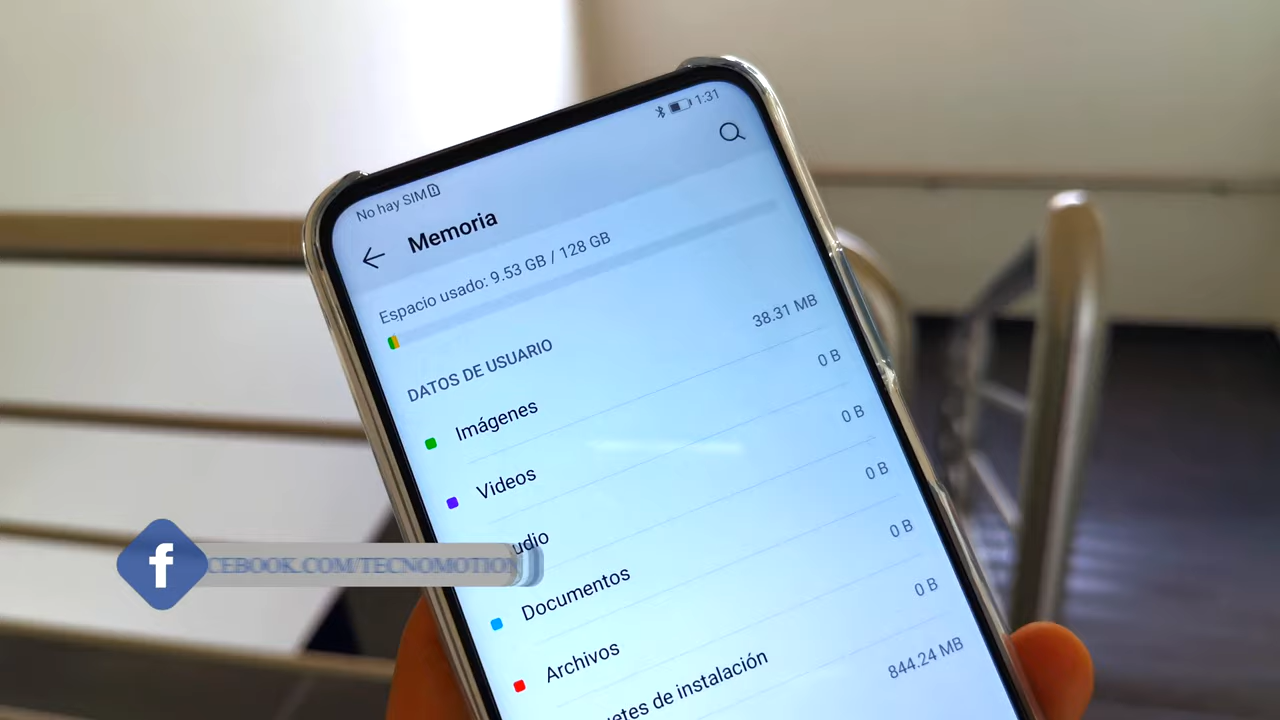 No hay SIM
1:31
Memoria
Espacio usado: 9.53 GB / 128 GB
DATOS DE USUARIO
Imágenes 38.31 MB
Videos 0 B
udio 0 B
Documentos 0 B
Archivos 0 B
etes de instalación 0 B
844.24 MB
f
CEBOOK.COM/TECNOMOTION